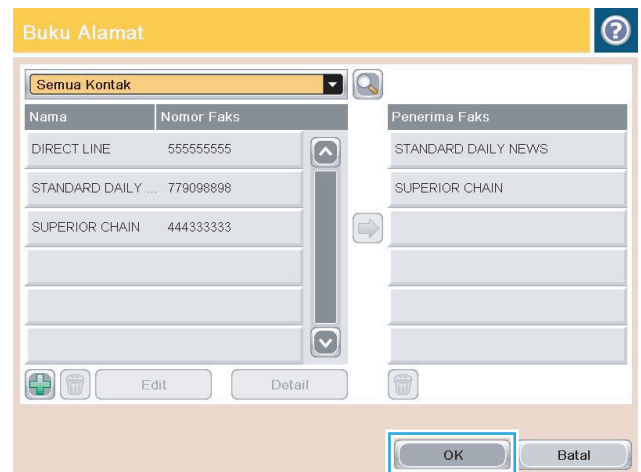 Buku Alamat
?
Semua Kontak
Nama Nomor Faks
DIRECT LINE 555555555
STANDARD DAILY ... 779098898
SUPERIOR CHAIN 444333333
Penerima Faks
STANDARD DAILY NEWS
SUPERIOR CHAIN
Edit Detail
OK Batal